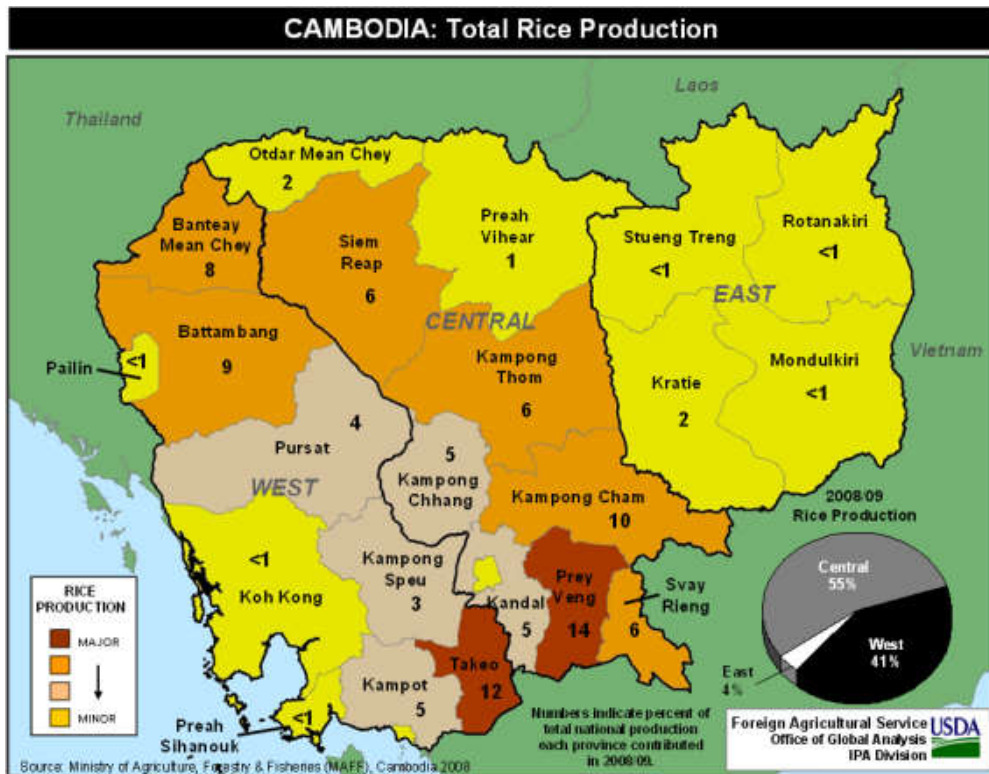 CAMBODIA: Total Rice Production
Laos
Thailand
Otdar Mean Chey
2
Banteay
Mean Chey
8
Siem
Reap
6
Preah
Vihear
1
Stueng Treng
<1
Rotanakiri
<1
EAST
CENTRAL
Battambang
9
<1
Pailin
Kampong
Thom
6
Kratie
2
Mondulkiri
<1
Vietnam
4
Pursat
5
Kampong
Chhang
WEST
Kampong Cham
10
2008/09
Rice Production
Central
55%
West
41%
East
4%
<1
Koh Kong
Kampong
Speu
3
Kandal
5
Prey
Veng
14
Svay
Rieng
6
RICE
PRODUCTION
MAJOR
MINOR
Takeo
12
Kampot
5
<1
Preah
Sihanouk
Numbers indicate percent of
total national production
each province contributed
in 2008/09.
Foreign Agricultural Service
Office of Global Analysis
IPA Division
USDA
Source: Ministry of Agriculture, Forestry & Fisheries (MAFF), Cambodia 2008